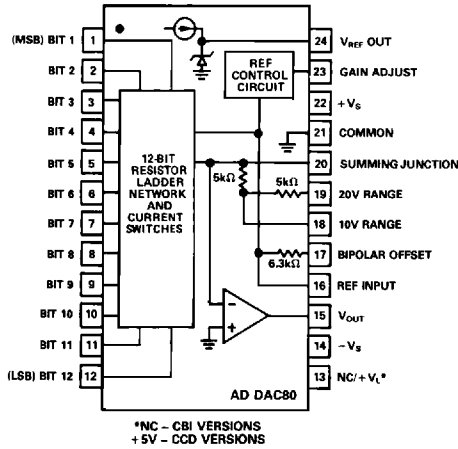 (MSB) BIT 1 1
BIT 2 2
BIT 3 3
BIT 4 4
BIT 5 5
BIT 6 6
BIT 7 7
BIT 8 8
BIT 9 9
BIT 10 10
BIT 11 11
(LSB) BIT 12 12
12-BIT
RESISTOR
LADDER
NETWORK
AND
CURRENT
SWITCHES
REF
CONTROL
CIRCUIT
5kΩ
5kΩ
6.3kΩ
−
+
24 VREF OUT
23 GAIN ADJUST
22 +VS
21 COMMON
20 SUMMING JUNCTION
19 20V RANGE
18 10V RANGE
17 BIPOLAR OFFSET
16 REF INPUT
15 VOUT
14 −VS
13 NC/+VL*
AD DAC80
*NC – CBI VERSIONS
+5V – CCD VERSIONS